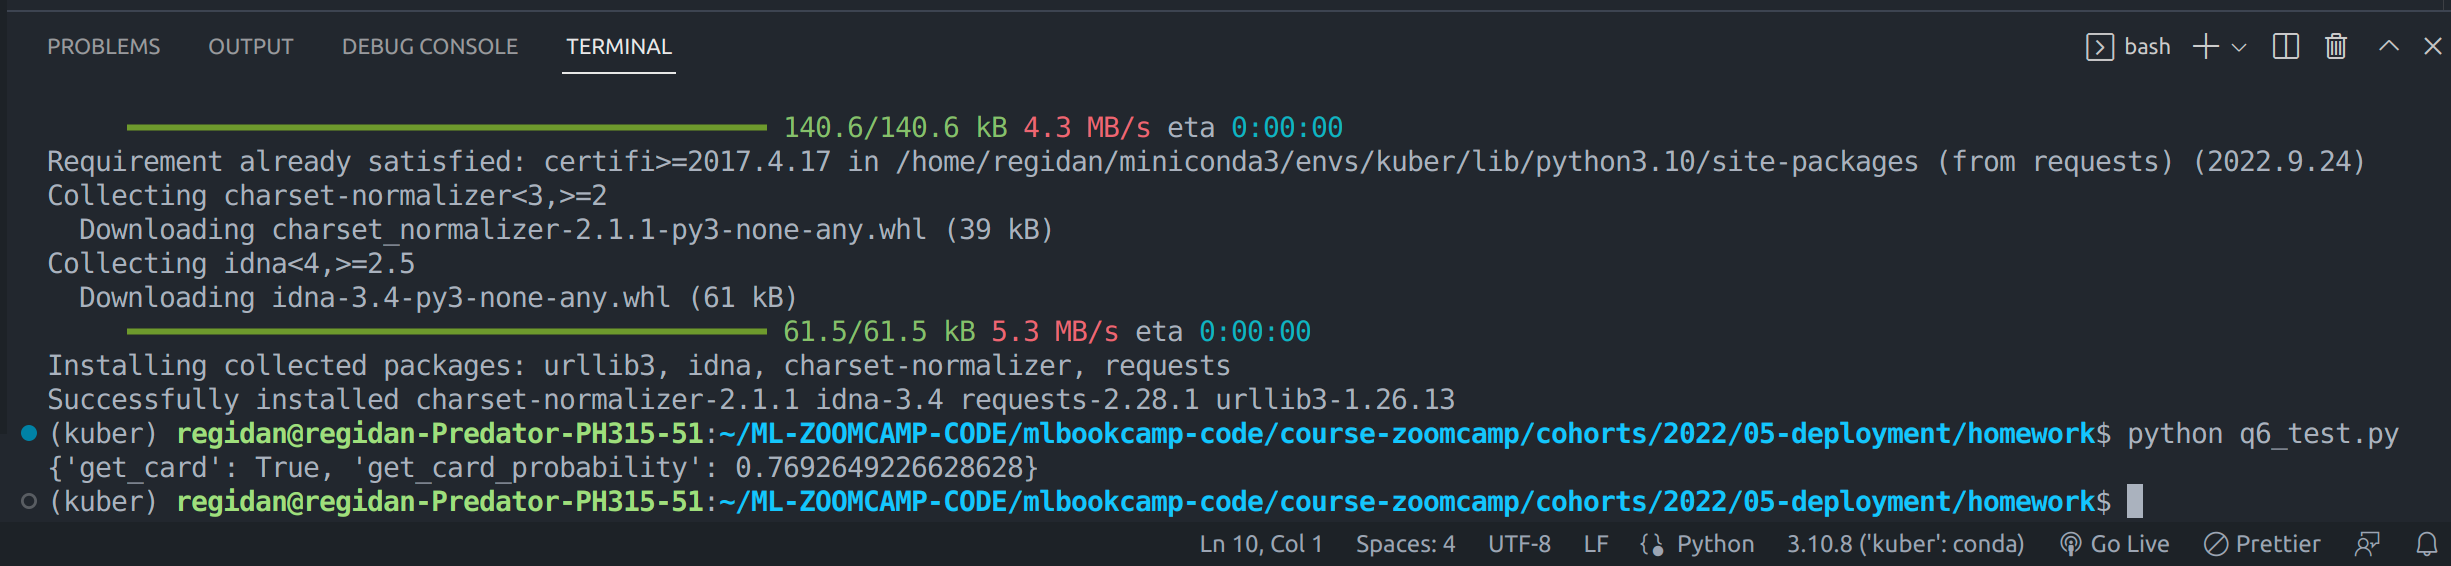 PROBLEMS OUTPUT DEBUG CONSOLE TERMINAL bash
140.6/140.6 kB 4.3 MB/s eta 0:00:00
Requirement already satisfied: certifi>=2017.4.17 in /home/regidan/miniconda3/envs/kuber/lib/python3.10/site-packages (from requests) (2022.9.24)
Collecting charset-normalizer<3,>=2
  Downloading charset_normalizer-2.1.1-py3-none-any.whl (39 kB)
Collecting idna<4,>=2.5
  Downloading idna-3.4-py3-none-any.whl (61 kB)
61.5/61.5 kB 5.3 MB/s eta 0:00:00
Installing collected packages: urllib3, idna, charset-normalizer, requests
Successfully installed charset-normalizer-2.1.1 idna-3.4 requests-2.28.1 urllib3-1.26.13
(kuber) regidan@regidan-Predator-PH315-51:~/ML-ZOOMCAMP-CODE/mlbookcamp-code/course-zoomcamp/cohorts/2022/05-deployment/homework$ python q6_test.py
{'get_card': True, 'get_card_probability': 0.7692649226628628}
(kuber) regidan@regidan-Predator-PH315-51:~/ML-ZOOMCAMP-CODE/mlbookcamp-code/course-zoomcamp/cohorts/2022/05-deployment/homework$
Ln 10, Col 1 Spaces: 4 UTF-8 LF Python 3.10.8 ('kuber': conda) Go Live Prettier